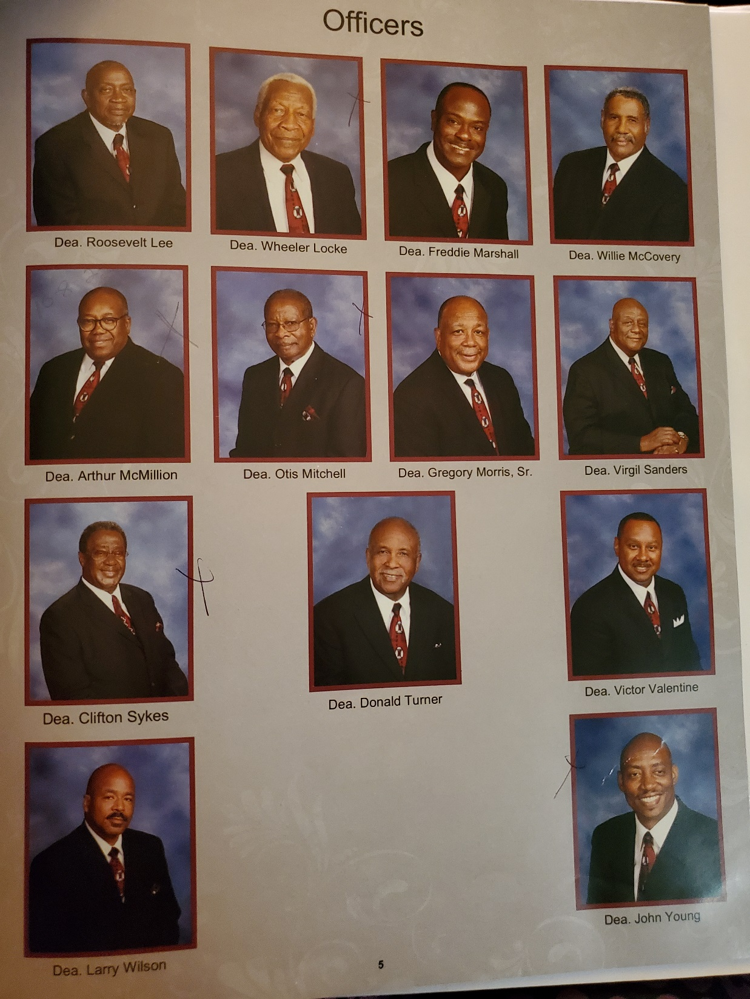 Officers
Dea. Roosevelt Lee
Dea. Wheeler Locke
Dea. Freddie Marshall
Dea. Willie McCovery
Dea. Arthur McMillion
Dea. Otis Mitchell
Dea. Gregory Morris, Sr.
Dea. Virgil Sanders
Dea. Clifton Sykes
Dea. Donald Turner
Dea. Victor Valentine
Dea. Larry Wilson
Dea. John Young
5